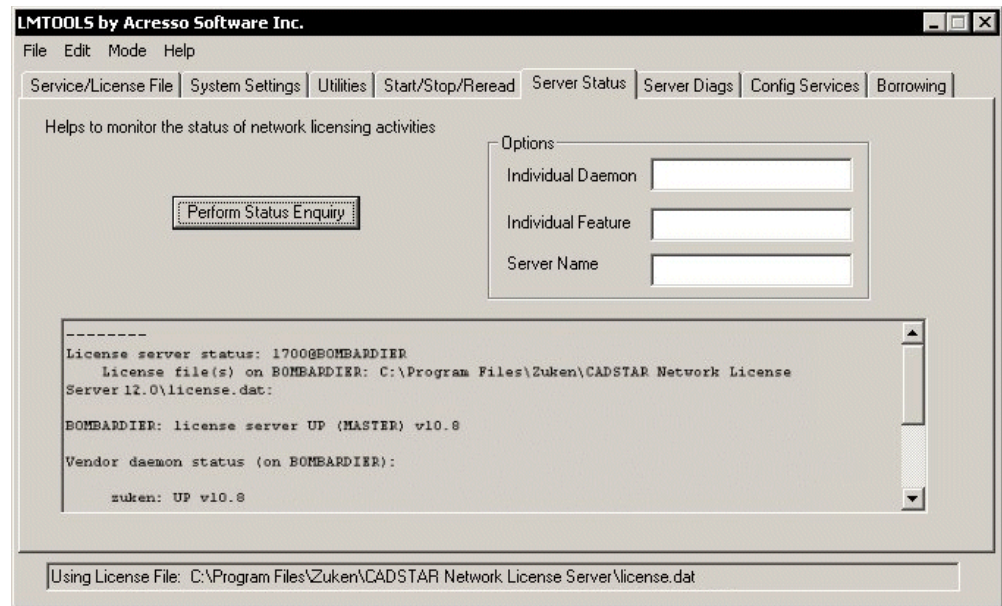 LMTOOLS by Acresso Software Inc.
File Edit Mode Help
Service/License File System Settings Utilities Start/Stop/Reread Server Status Server Diags Config Services Borrowing
Helps to monitor the status of network licensing activities
Options
Individual Daemon
Perform Status Enquiry
Individual Feature
Server Name
--------
License server status: 1700@BOMBARDIER
License file(s) on BOMBARDIER: C:\Program Files\Zuken\CADSTAR Network License
Server 12.0\license.dat:
BOMBARDIER: license server UP (MASTER) v10.8
Vendor daemon status (on BOMBARDIER):
zuken: UP v10.8
Using License File: C:\Program Files\Zuken\CADSTAR Network License Server\license.dat